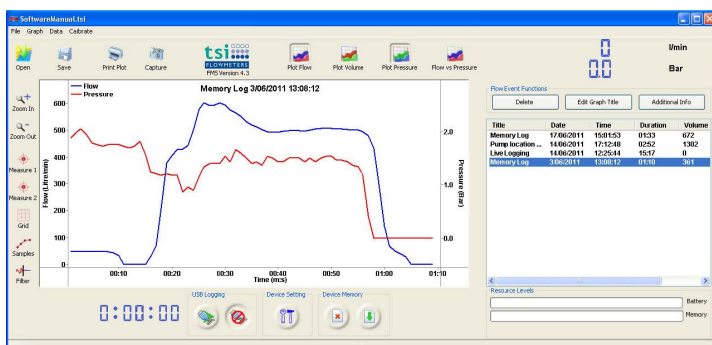 SoftwareManual.tsi
File Graph Data Calibrate
Open Save Print Plot Capture
tsi
FLOWMETERS
FMS Version 4.3
Plot Flow Plot Volume Plot Pressure Flow vs Pressure
0 l/min
0.0 Bar
Zoom In
Zoom Out
Measure 1
Measure 2
Grid
Samples
Filter
Flow
Pressure
Memory Log 3/06/2011 13:08:12
Flow (Litre/min)
600
500
400
300
200
100
0
2.0
1.0
0.0
Pressure (Bar)
00:10 00:20 00:30 00:40 00:50 01:00 01:10
Time (m:s)
Flow Event Functions
Delete Edit Graph Title Additional Info
Title Date Time Duration Volume
Memory Log 17/06/2011 15:01:53 01:33 672
Pump location ... 14/06/2011 17:12:48 02:52 1302
Live Logging 14/06/2011 12:25:44 15:17 0
Memory Log 3/06/2011 13:08:12 01:10 361
0:00:00
USB Logging Device Setting Device Memory
Resource Levels
Battery
Memory